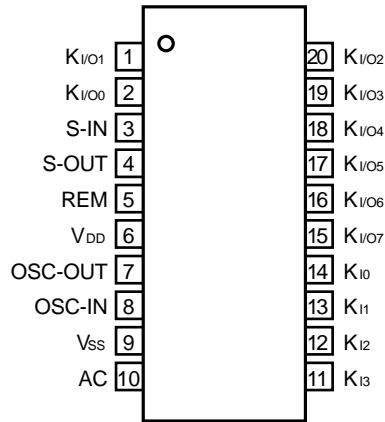 KI/O1 1 20 KI/O2
KI/O0 2 19 KI/O3
S-IN 3 18 KI/O4
S-OUT 4 17 KI/O5
REM 5 16 KI/O6
VDD 6 15 KI/O7
OSC-OUT 7 14 KI0
OSC-IN 8 13 KI1
VSS 9 12 KI2
AC 10 11 KI3